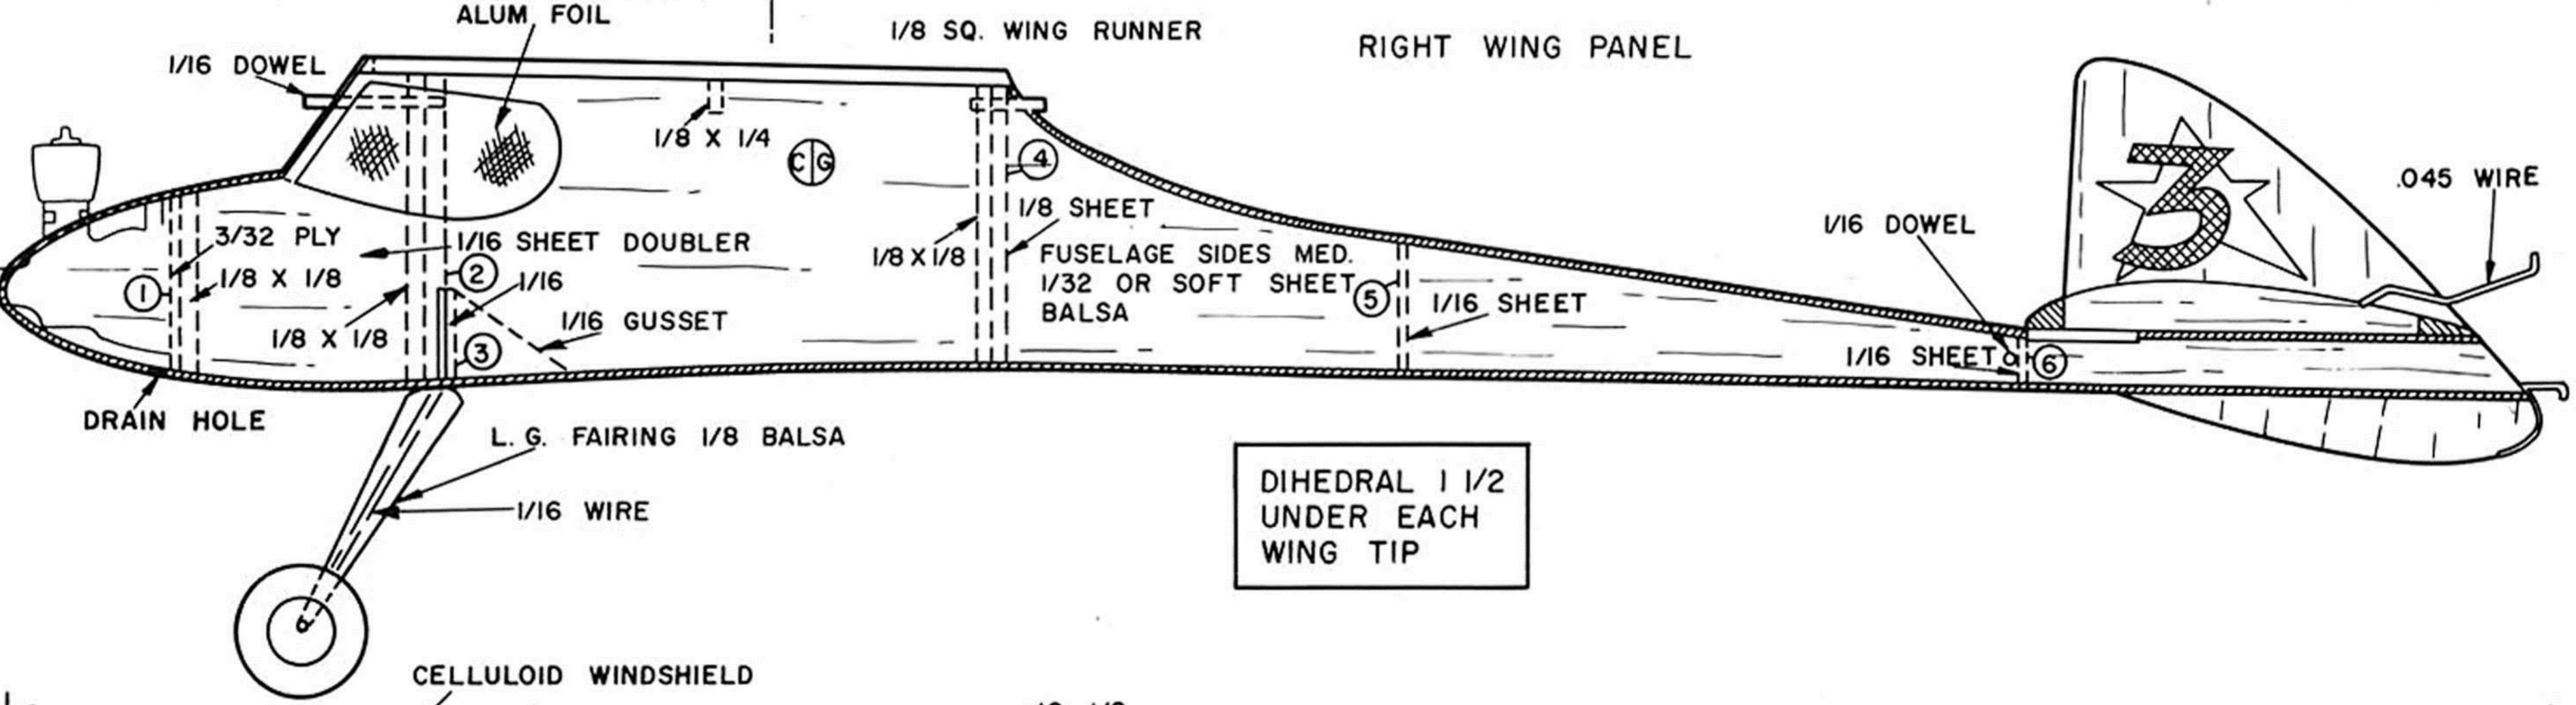 ALUM FOIL
1/8 SQ. WING RUNNER
RIGHT WING PANEL
1/16 DOWEL
1/8 X 1/4
C G
4
3
.045 WIRE
1/8 SHEET
1/16 DOWEL
3/32 PLY
1/16 SHEET DOUBLER
1/8 X 1/8
FUSELAGE SIDES MED.
1/32 OR SOFT SHEET
BALSA
1/8 X 1/8
2
1/16
1
5
1/16 SHEET
1/16 GUSSET
1/8 X 1/8
3
1/16 SHEET
6
DRAIN HOLE
L. G. FAIRING 1/8 BALSA
1/16 WIRE
DIHEDRAL 1 1/2
UNDER EACH
WING TIP
CELLULOID WINDSHIELD